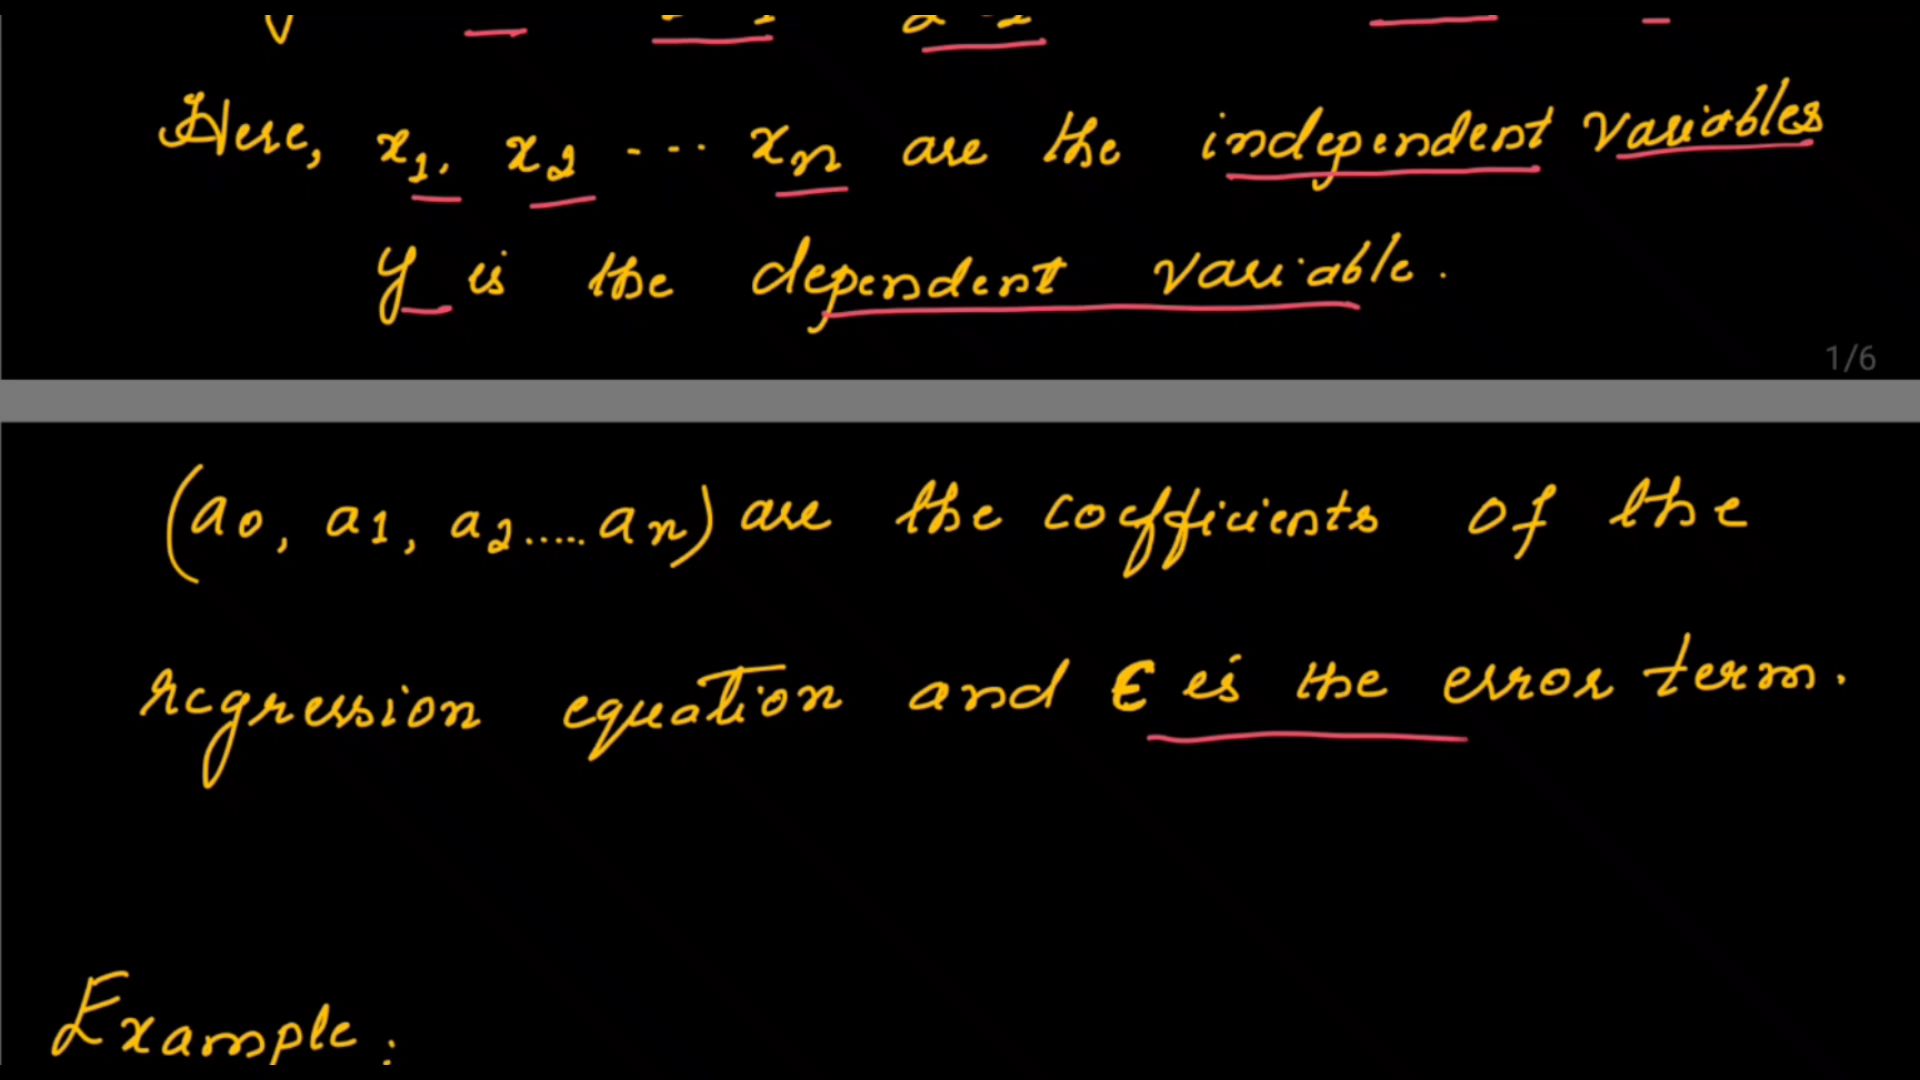 Here, x1, x2 ---- xn are the independent variables
y is the dependent variable.
1/6
(a0, a1, a2..... an) are the coefficients of the
regression equation and ϵ is the error term.
Example: